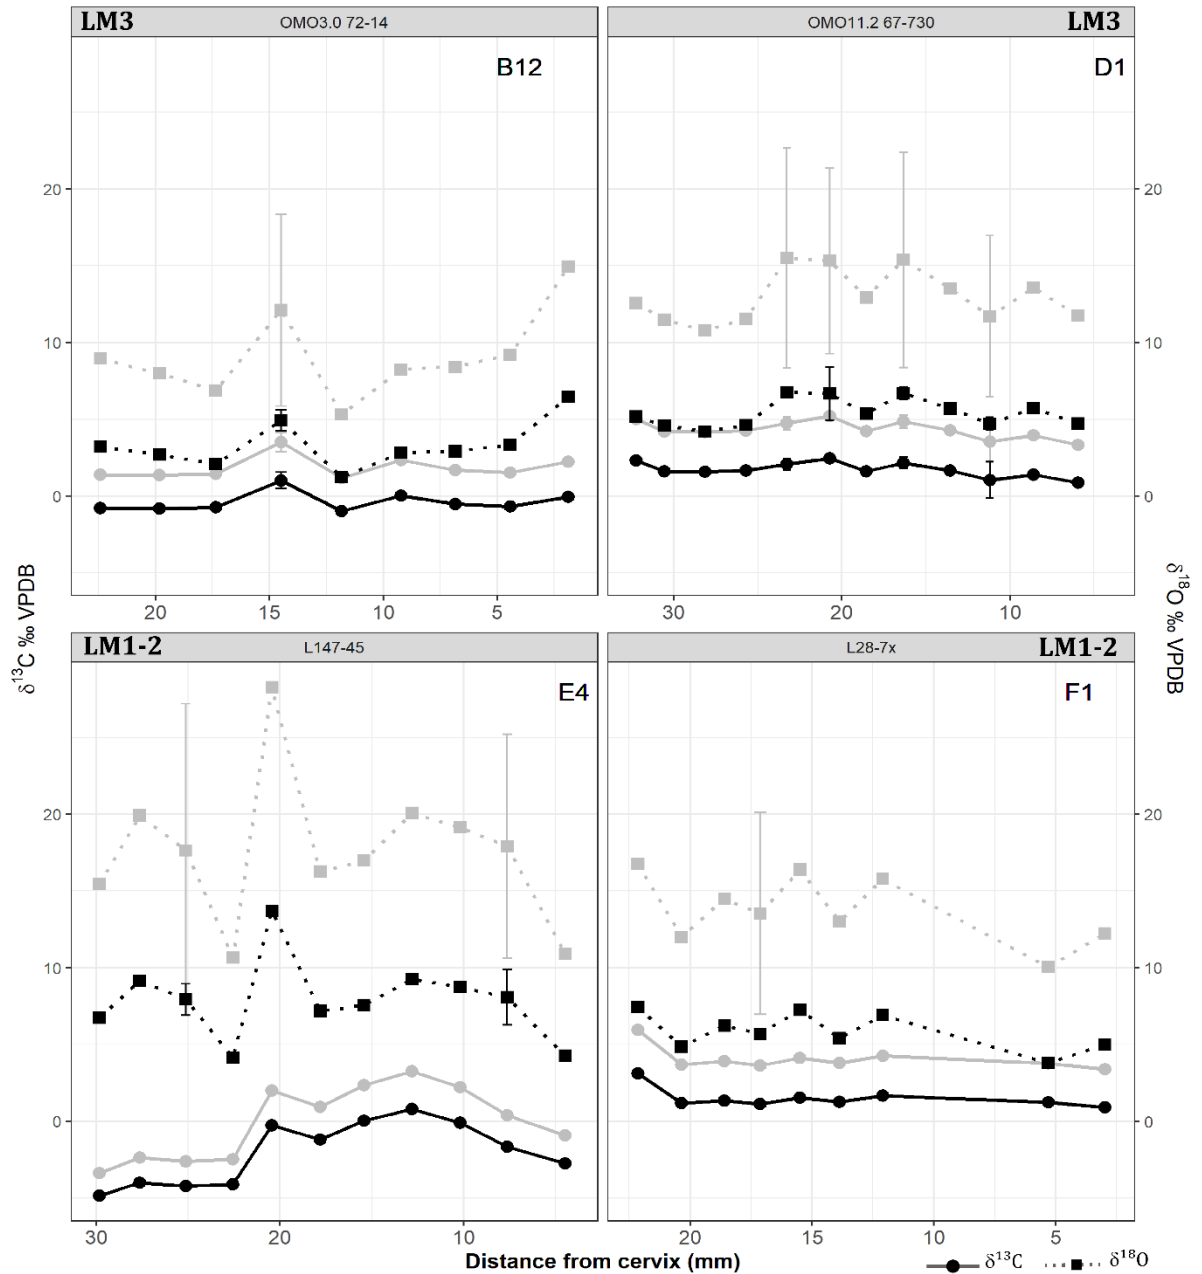 LM3 OMO3.0 72-14
OMO11.2 67-730 LM3
B12
D1
20
10
0
20
10
0
20 15 10 5
30 20 10
δ13C ‰ VPDB
δ18O ‰ VPDB
LM1-2 L147-45
L28-7x LM1-2
E4
F1
20
10
0
20
10
0
30 20 10
20 15 10 5
Distance from cervix (mm)
δ13C δ18O